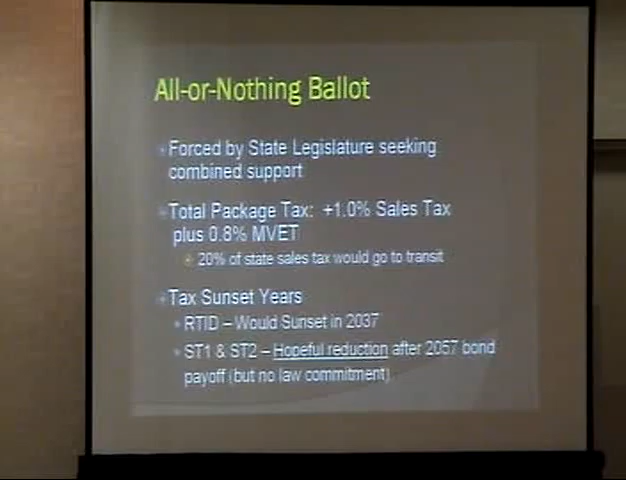 All-or-Nothing Ballot
Forced by State Legislature seeking
combined support
Total Package Tax: +1.0% Sales Tax
plus 0.8% MVET
20% of state sales tax would go to transit
Tax Sunset Years
RTID – Would Sunset in 2037
ST1 & ST2 – Hopeful reduction after 2057 bond
payoff (but no law commitment)